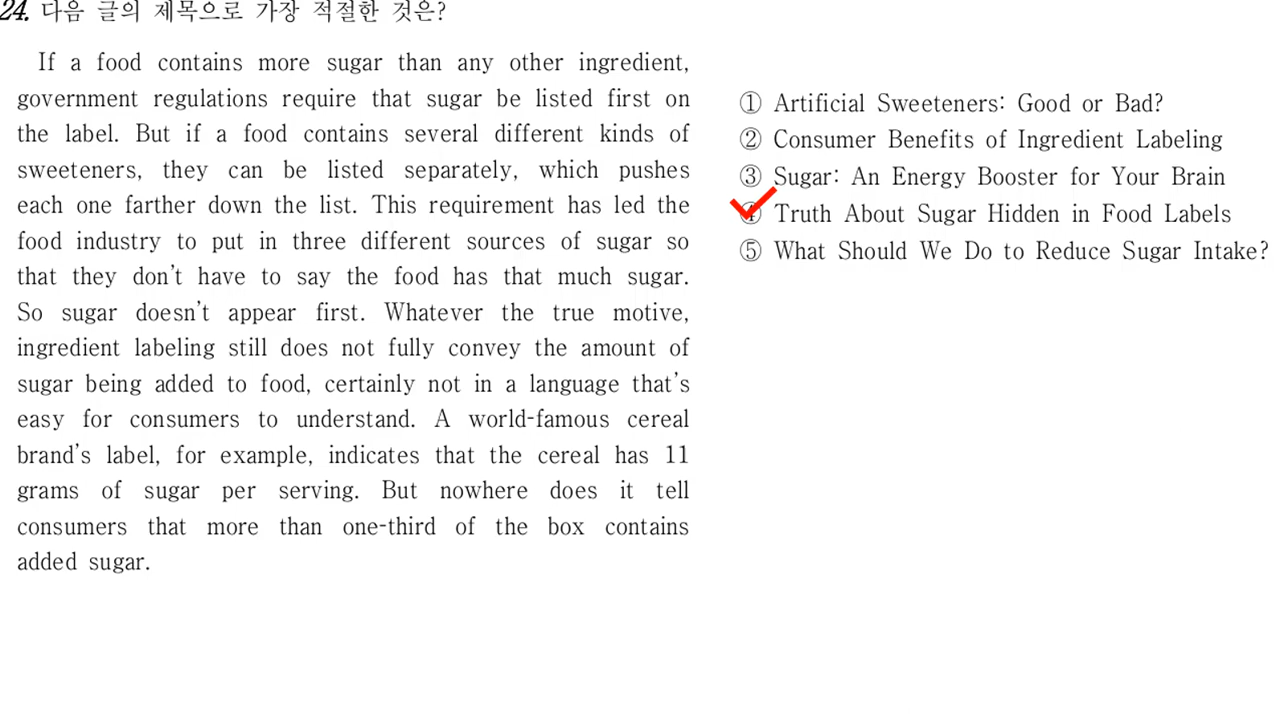 24. 다음 글의 제목으로 가장 적절한 것은?
If a food contains more sugar than any other ingredient,
government regulations require that sugar be listed first on
the label. But if a food contains several different kinds of
sweeteners, they can be listed separately, which pushes
each one farther down the list. This requirement has led the
food industry to put in three different sources of sugar so
that they don't have to say the food has that much sugar.
So sugar doesn't appear first. Whatever the true motive,
ingredient labeling still does not fully convey the amount of
sugar being added to food, certainly not in a language that's
easy for consumers to understand. A world-famous cereal
brand's label, for example, indicates that the cereal has 11
grams of sugar per serving. But nowhere does it tell
consumers that more than one-third of the box contains
added sugar.
① Artificial Sweeteners: Good or Bad?
② Consumer Benefits of Ingredient Labeling
③ Sugar: An Energy Booster for Your Brain
④ Truth About Sugar Hidden in Food Labels
⑤ What Should We Do to Reduce Sugar Intake?